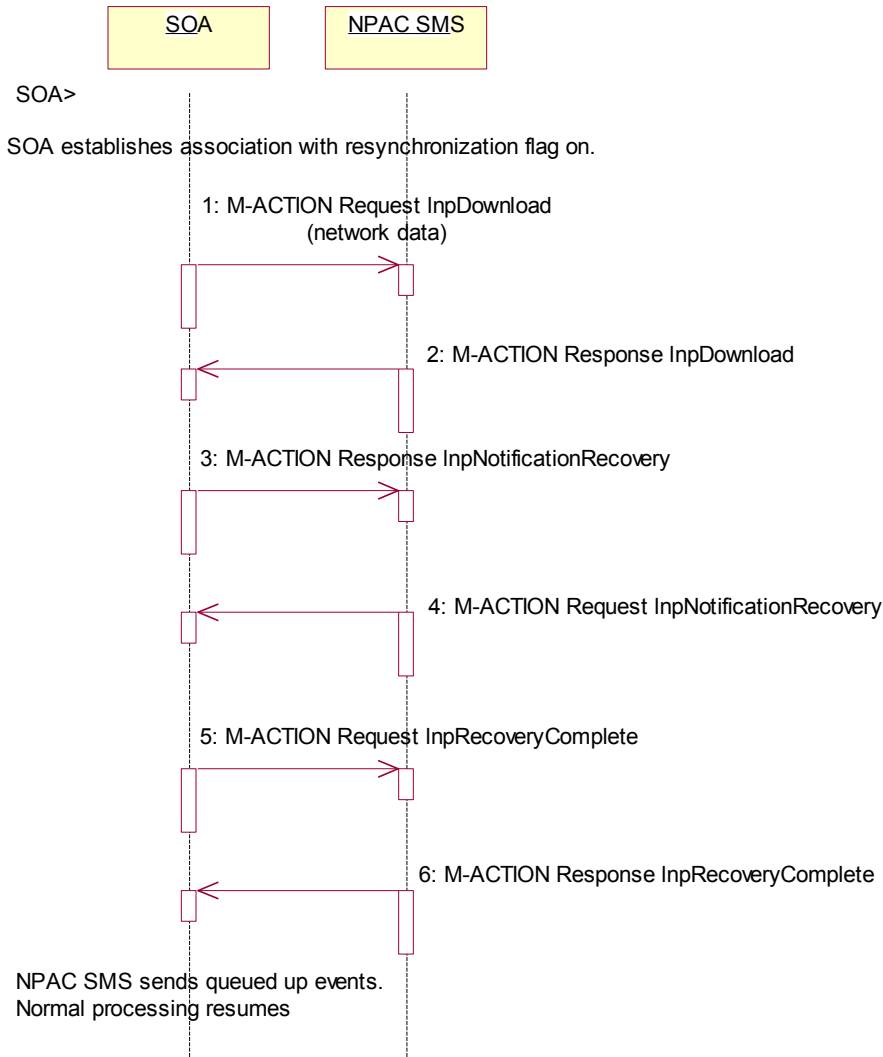 SOA
NPAC SMS
SOA>
SOA establishes association with resynchronization flag on.
1: M-ACTION Request lnpDownload
(network data)
2: M-ACTION Response lnpDownload
3: M-ACTION Response lnpNotificationRecovery
4: M-ACTION Request lnpNotificationRecovery
5: M-ACTION Request lnpRecoveryComplete
6: M-ACTION Response lnpRecoveryComplete
NPAC SMS sends queued up events.
Normal processing resumes